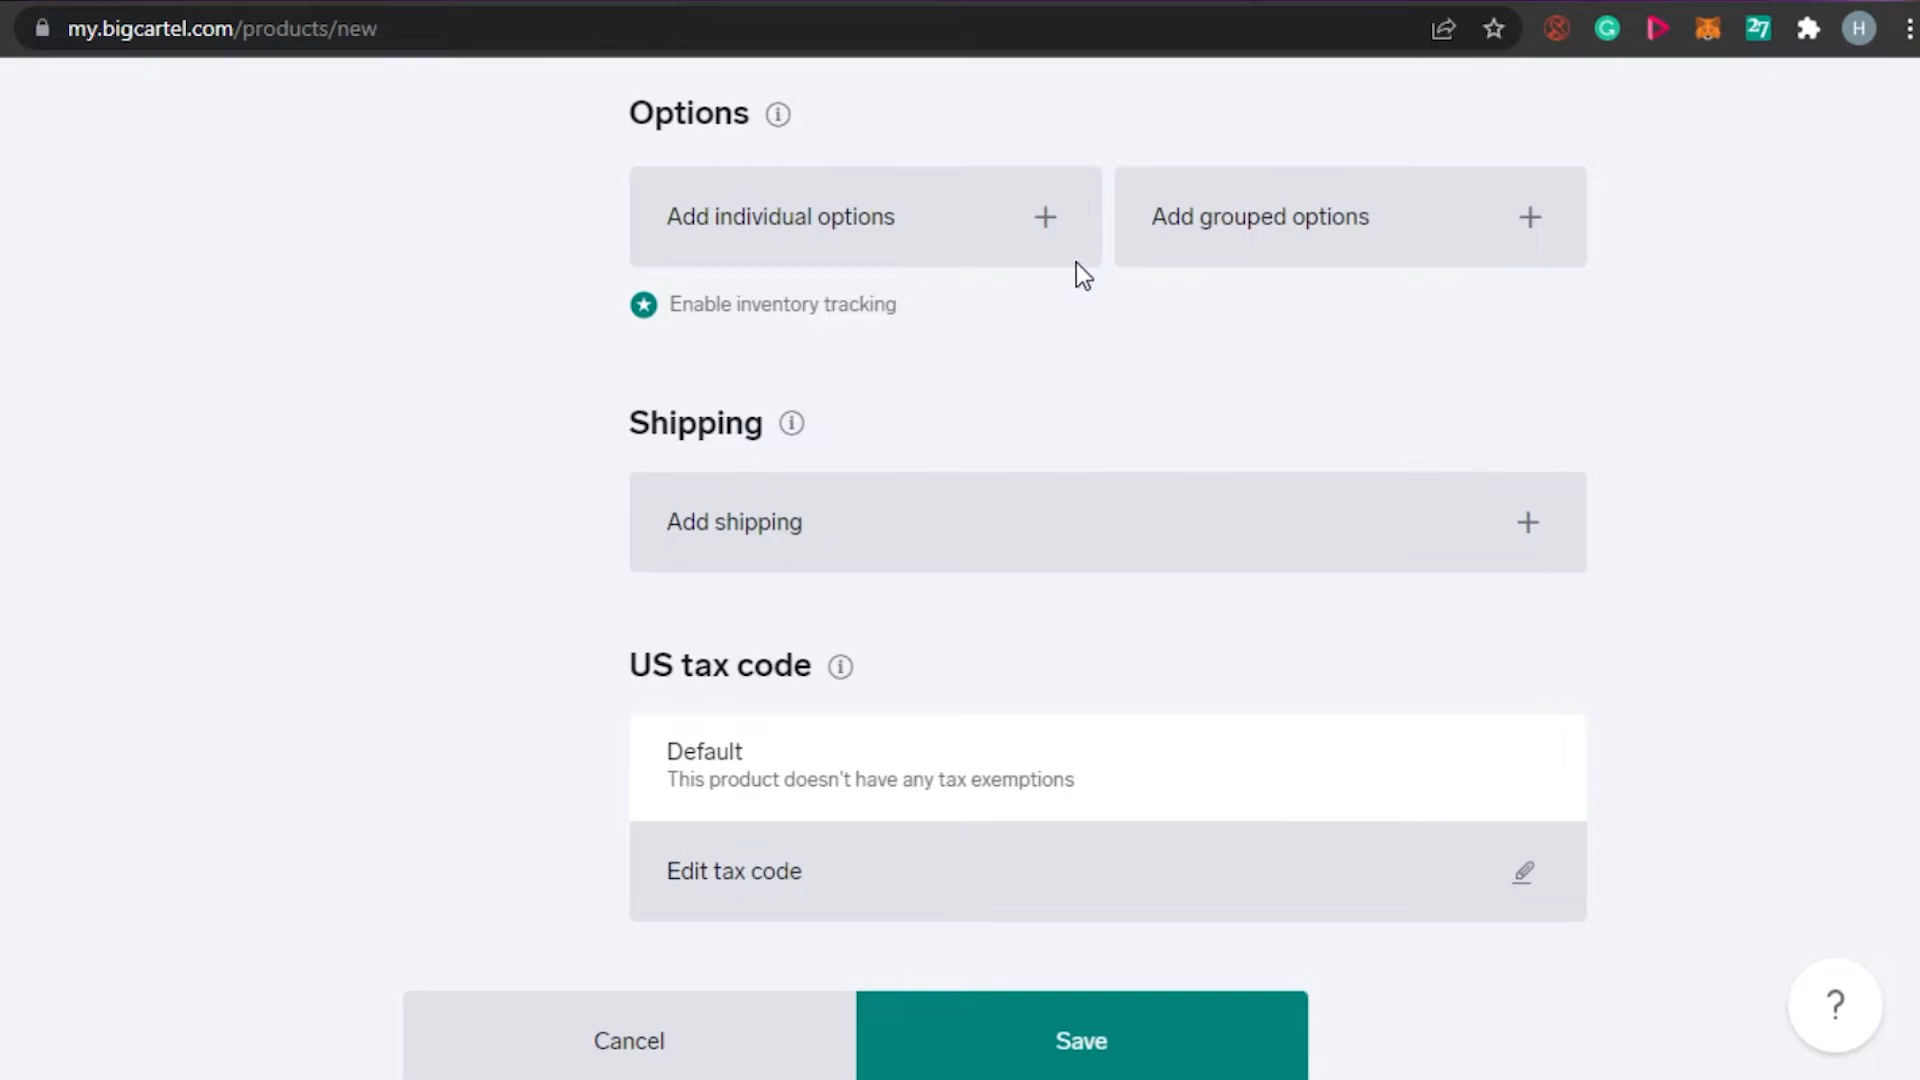 my.bigcartel.com/products/new
27
H
Options
Add individual options
Add grouped options
Enable inventory tracking
Shipping
Add shipping
US tax code
Default
This product doesn't have any tax exemptions
Edit tax code
Cancel
Save
?